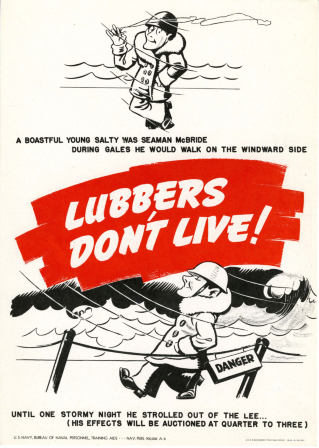 A BOASTFUL YOUNG SALTY WAS SEAMAN McBRIDE
DURING GALES HE WOULD WALK ON THE WINDWARD SIDE
LUBBERS
DON'T LIVE!
DANGER
UNTIL ONE STORMY NIGHT HE STROLLED OUT OF THE LEE...
(HIS EFFECTS WILL BE AUCTIONED AT QUARTER TO THREE)
U.S. NAVY, BUREAU OF NAVAL PERSONNEL, TRAINING AIDS